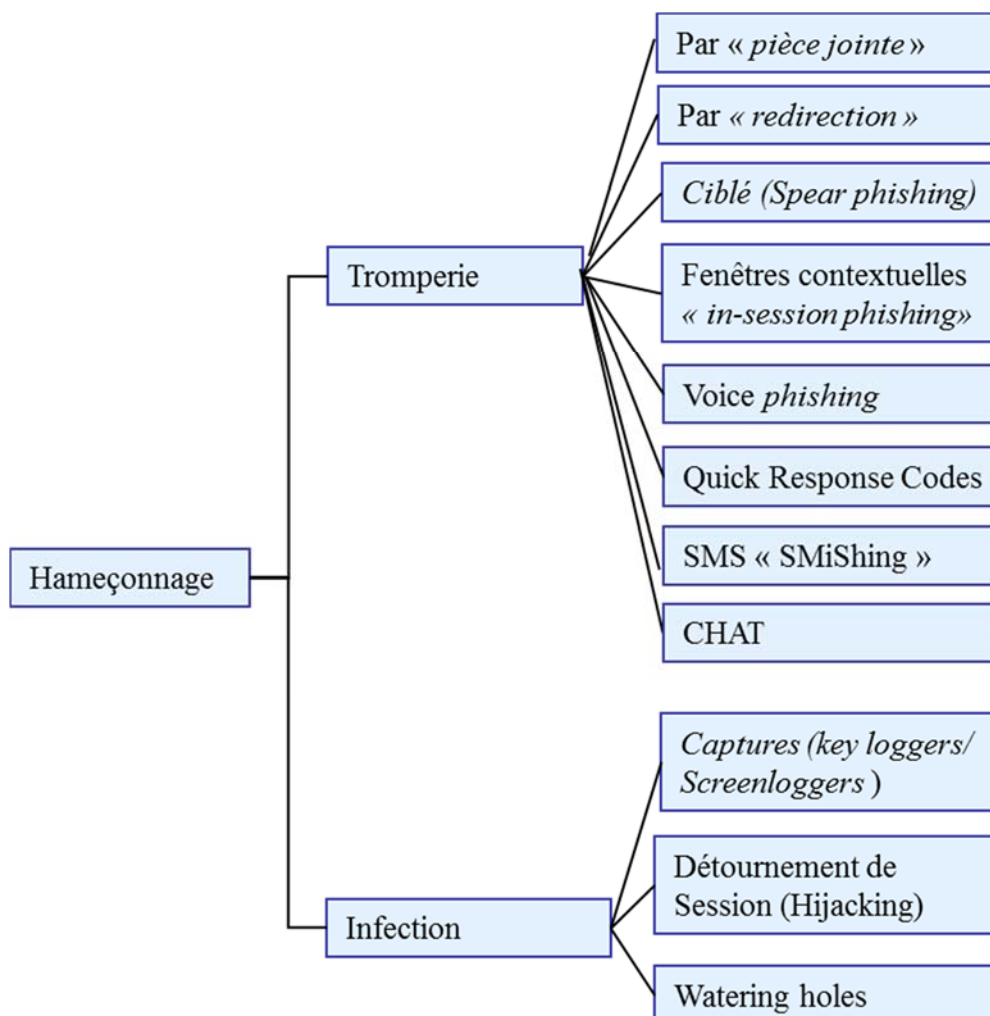 Par « pièce jointe »
Par « redirection »
Ciblé (Spear phishing)
Fenêtres contextuelles
« in-session phishing»
Tromperie
Voice phishing
Quick Response Codes
SMS « SMiShing »
Hameçonnage
CHAT
Captures (key loggers/
Screenloggers )
Détournement de
Session (Hijacking)
Infection
Watering holes